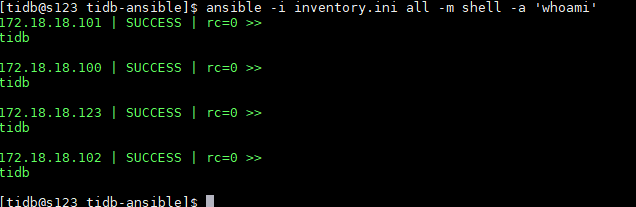 [tidb@s123 tidb-ansible]$ ansible -i inventory.ini all -m shell -a 'whoami'
172.18.18.101 | SUCCESS | rc=0 >>
tidb
172.18.18.100 | SUCCESS | rc=0 >>
tidb
172.18.18.123 | SUCCESS | rc=0 >>
tidb
172.18.18.102 | SUCCESS | rc=0 >>
tidb
[tidb@s123 tidb-ansible]$